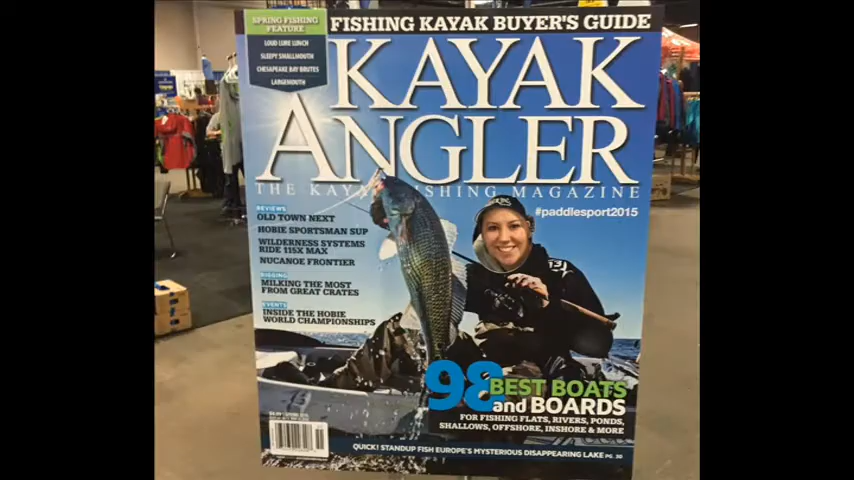 SPRING FISHING
FEATURE
LOUD LURE LUNCH
SLEEPY SMALLMOUTH
CHESAPEAKE BAY BRUTES
LARGEMOUTH
FISHING KAYAK BUYER'S GUIDE
KAYAK
ANGLER
THE KAYAK FISHING MAGAZINE
#paddlesport2015
REVIEWS
OLD TOWN NEXT
HOBIE SPORTSMAN SUP
WILDERNESS SYSTEMS
RIDE 115X MAX
NUCANOE FRONTIER
RIGGING
MILKING THE MOST
FROM GREAT CRATES
EVENTS
INSIDE THE HOBIE
WORLD CHAMPIONSHIPS
98 BEST BOATS
and BOARDS
FOR FISHING FLATS, RIVERS, PONDS,
SHALLOWS, OFFSHORE, INSHORE & MORE
QUICK! STANDUP FISH EUROPE'S MYSTERIOUS DISAPPEARING LAKE PG. 30